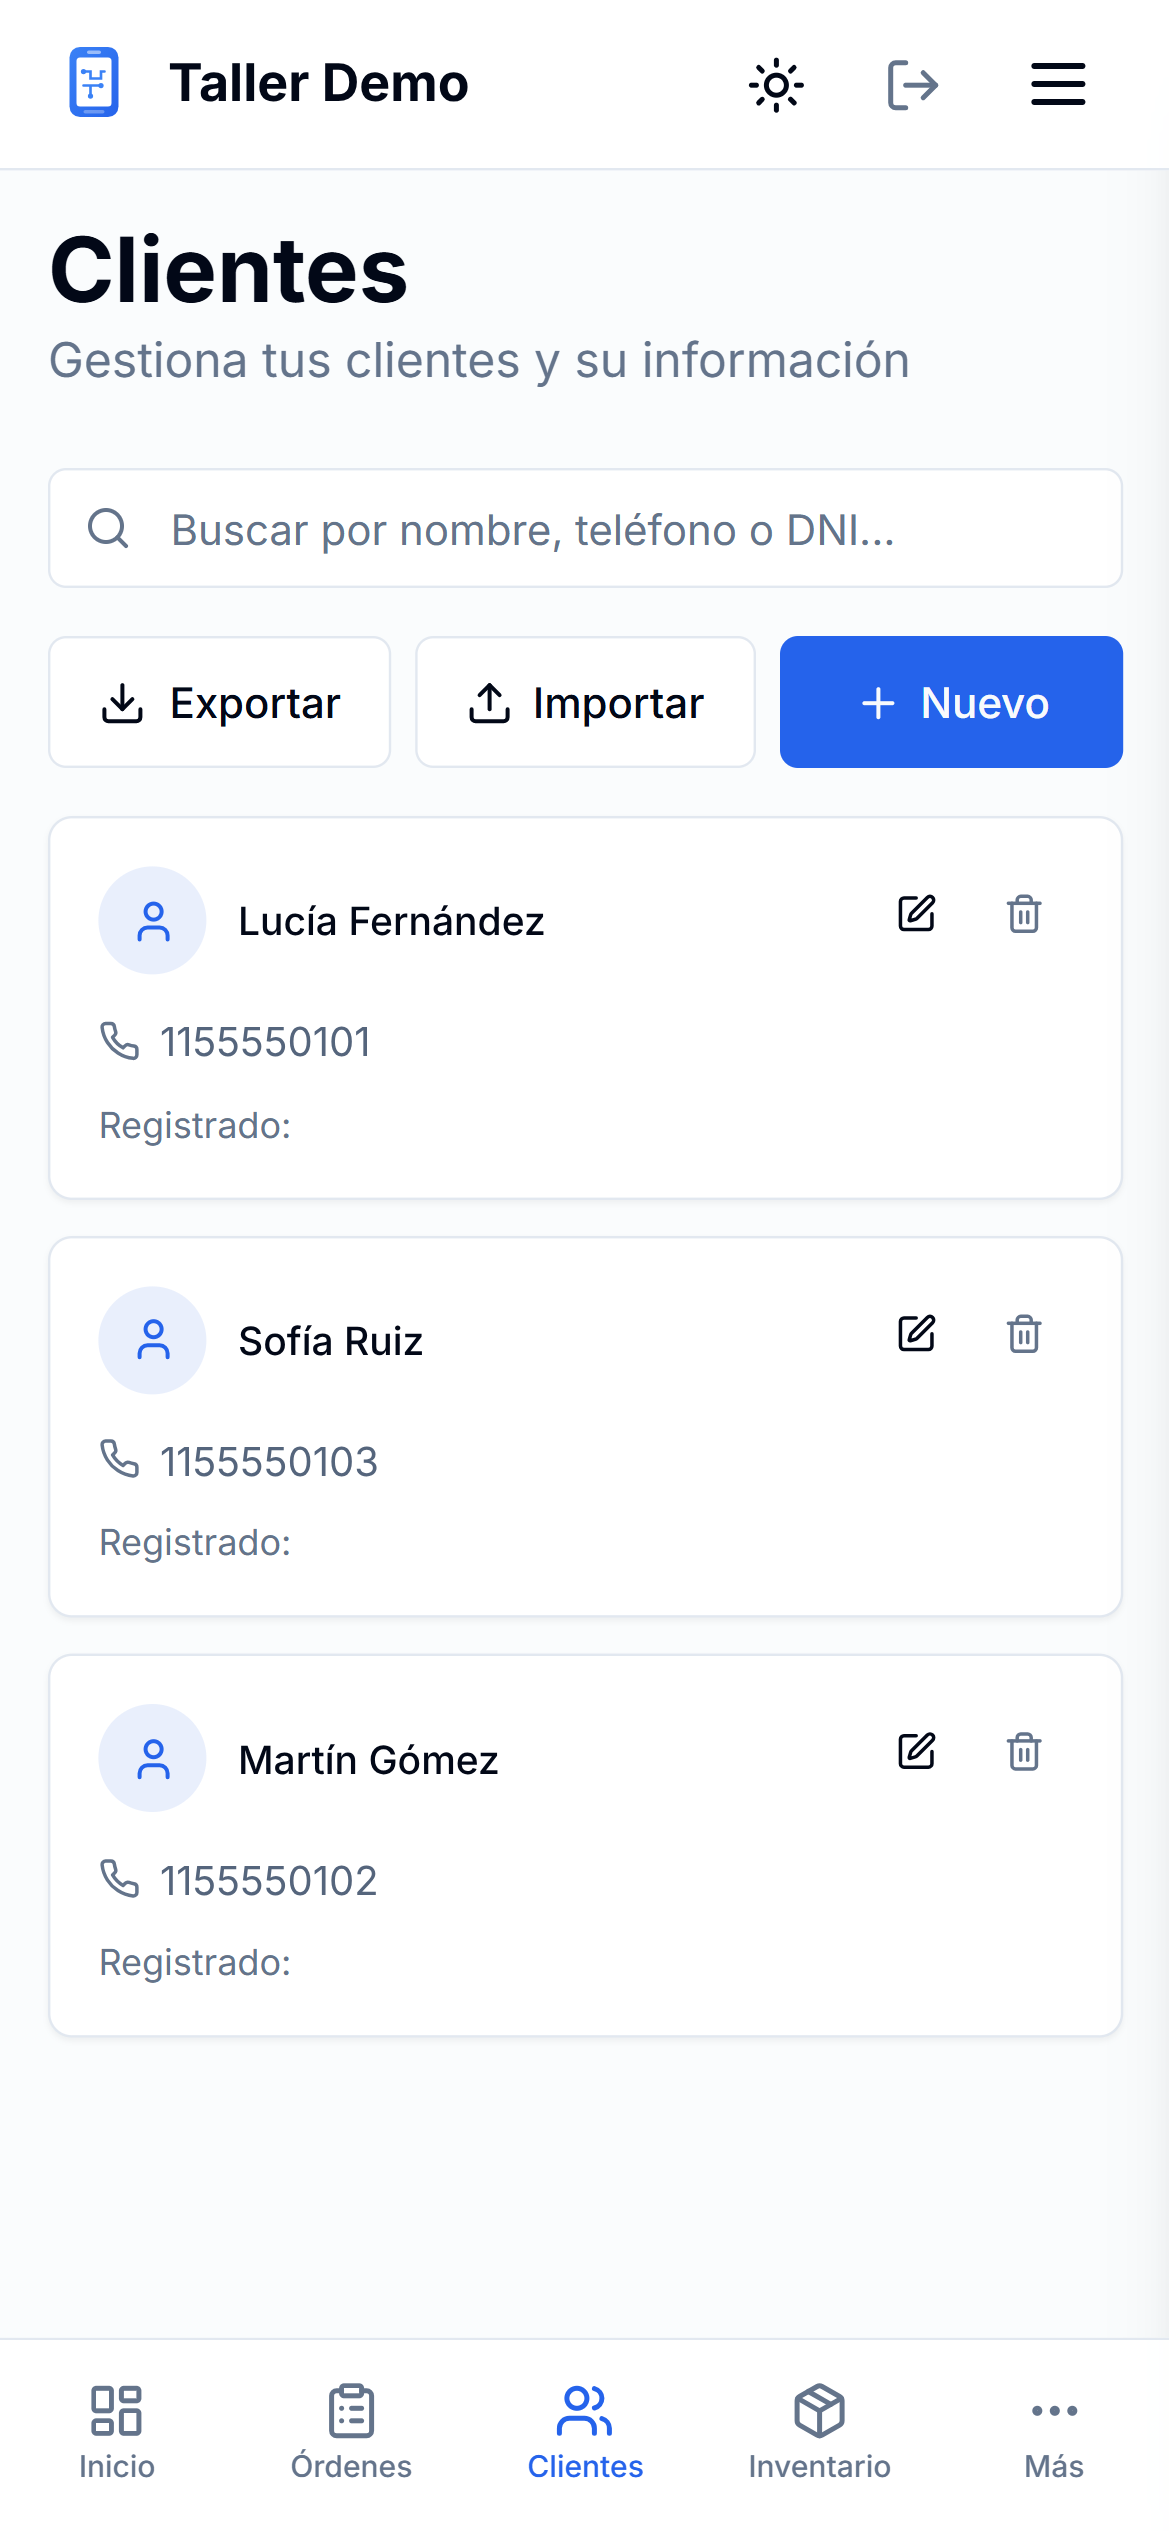 Taller Demo
Clientes
Gestiona tus clientes y su información
Buscar por nombre, teléfono o DNI...
Exportar
Importar
Nuevo
Lucía Fernández
1155550101
Registrado:
Sofía Ruiz
1155550103
Registrado:
Martín Gómez
1155550102
Registrado:
Inicio
Órdenes
Clientes
Inventario
Más